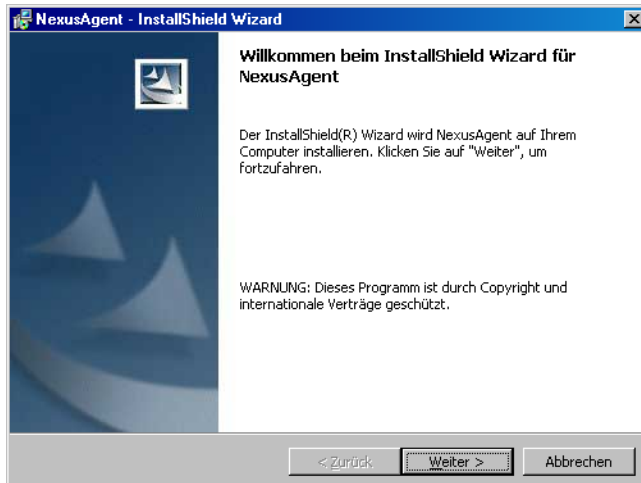 NexusAgent - InstallShield Wizard
Willkommen beim InstallShield Wizard für
NexusAgent
Der InstallShield(R) Wizard wird NexusAgent auf Ihrem
Computer installieren. Klicken Sie auf "Weiter", um
fortzufahren.
WARNUNG: Dieses Programm ist durch Copyright und
internationale Verträge geschützt.
< Zurück
Weiter >
Abbrechen